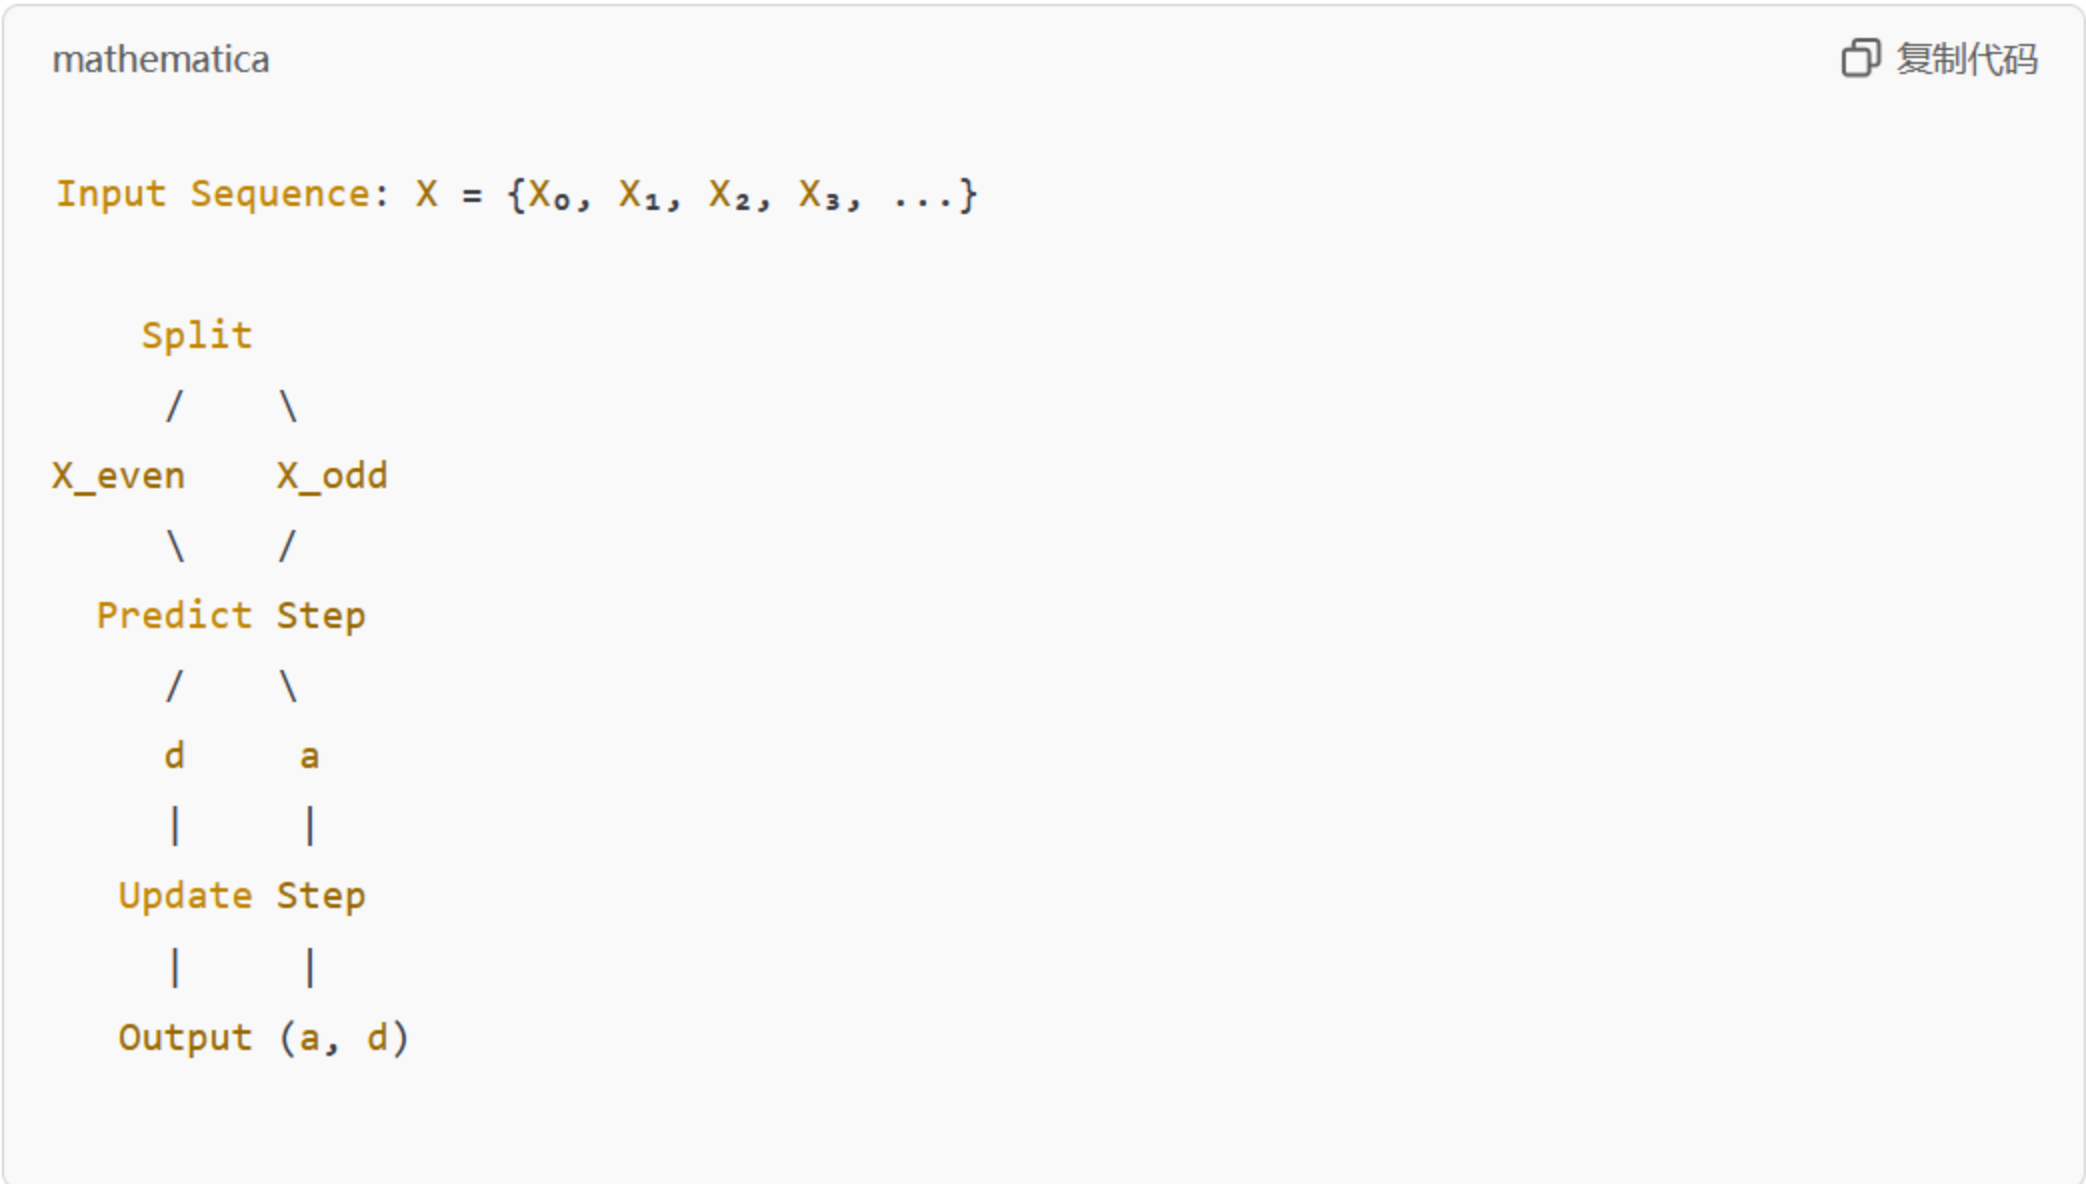 mathematica 复制代码
Input Sequence: X = {X₀, X₁, X₂, X₃, ...}
Split
/ \
X_even X_odd
\ /
Predict Step
/ \
d a
| |
Update Step
| |
Output (a, d)